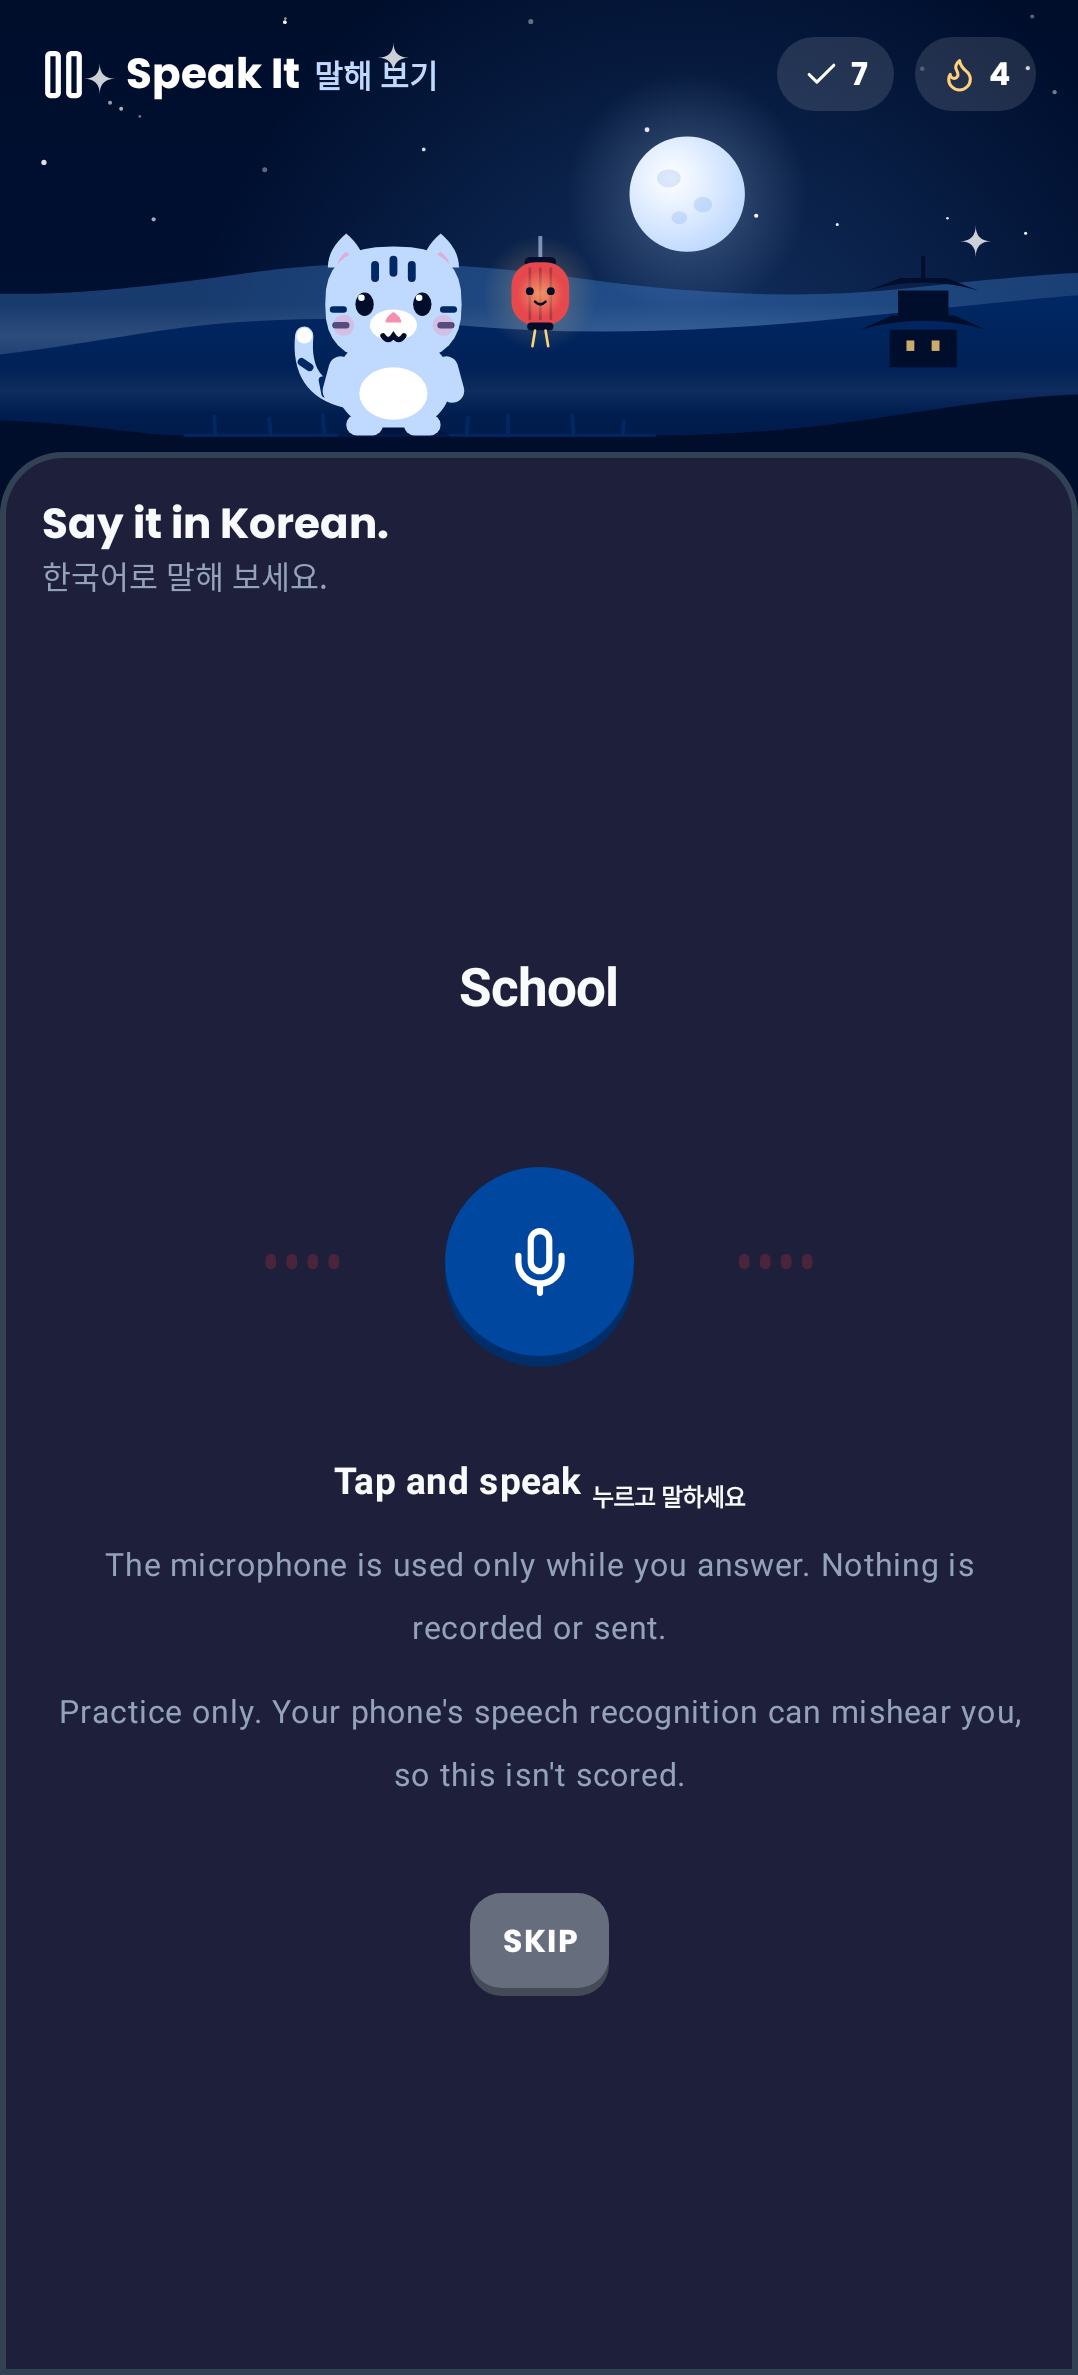 Speak It 말해 보기
7
4
Say it in Korean.
한국어로 말해 보세요.
School
Tap and speak 누르고 말하세요
The microphone is used only while you answer. Nothing is
recorded or sent.
Practice only. Your phone's speech recognition can mishear you,
so this isn't scored.
SKIP